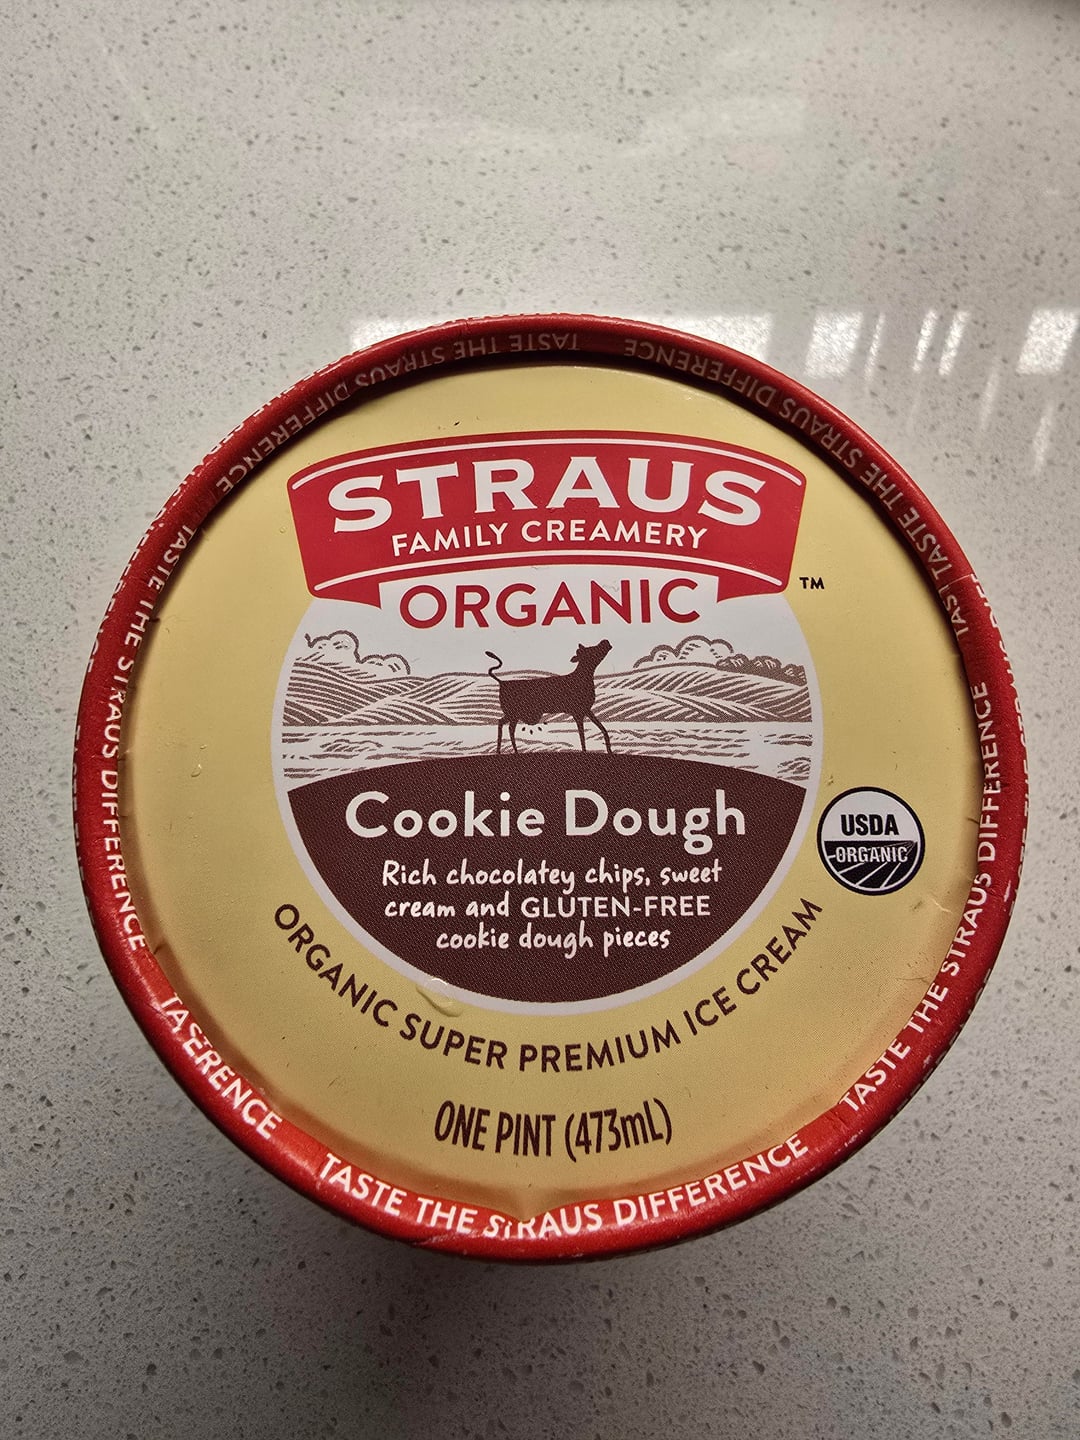 STRAUS
FAMILY CREAMERY
ORGANIC
TM
Cookie Dough
Rich chocolatey chips, sweet
cream and GLUTEN-FREE
cookie dough pieces
USDA
ORGANIC
ORGANIC SUPER PREMIUM ICE CREAM
ONE PINT (473mL)
TASTE THE STRAUS DIFFERENCE
TASTE THE STRAUS DIFFERENCE
TASTE THE STRAUS DIFFERENCE
TASTE THE STRAUS DIFFERENCE
TASTE THE STRAUS DIFFERENCE
ERENCE